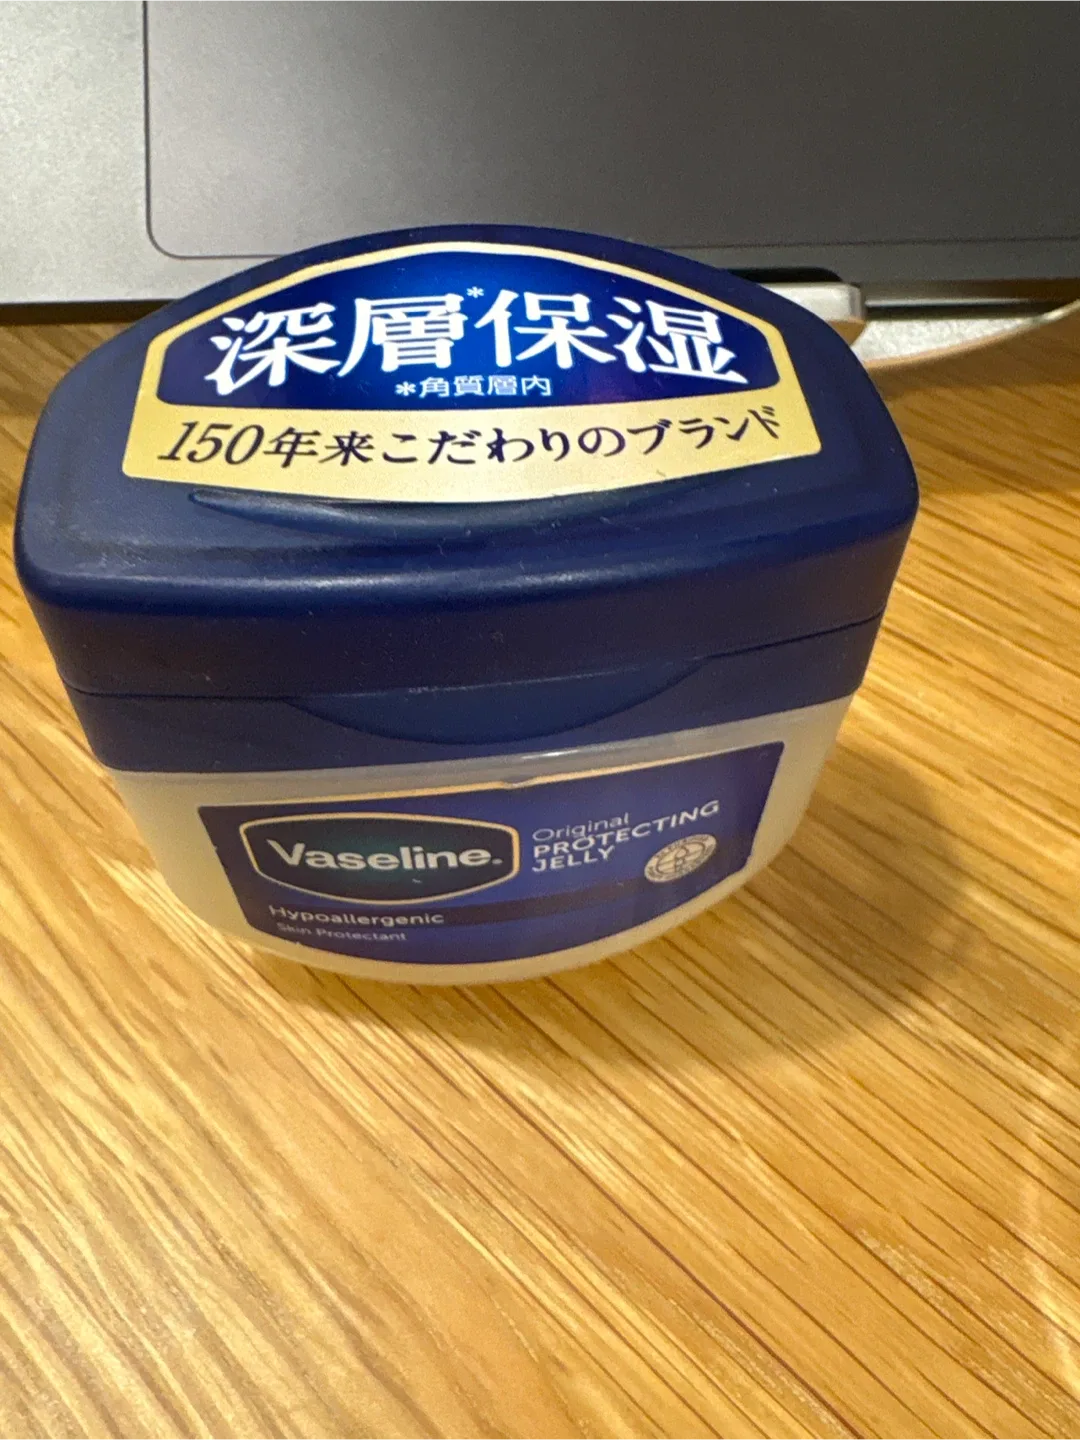 深層*保湿
*角質層内
150年来こだわりのブランド
Vaseline.
Original
PROTECTING
JELLY
Hypoallergenic
Skin Protectant